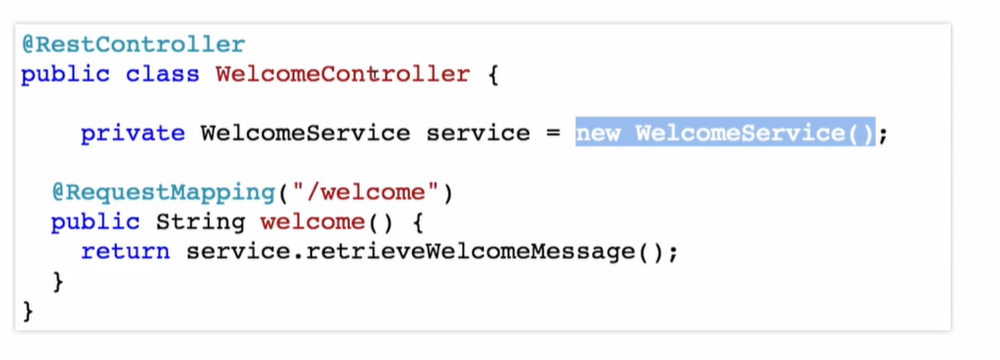 @RestController
public class WelcomeController {
private WelcomeService service = new WelcomeService();
@RequestMapping("/welcome")
public String welcome() {
return service.retrieveWelcomeMessage();
}
}